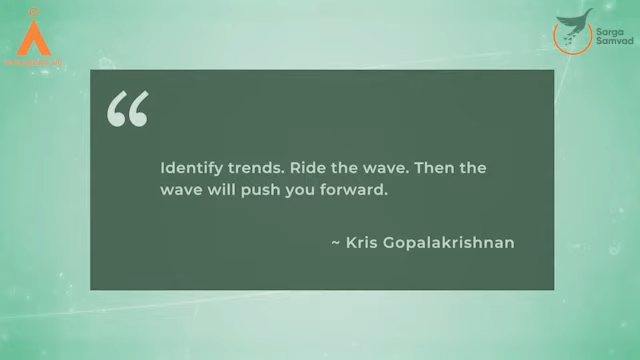 Sarga
Samvad
“
Identify trends. Ride the wave. Then the
wave will push you forward.
~ Kris Gopalakrishnan